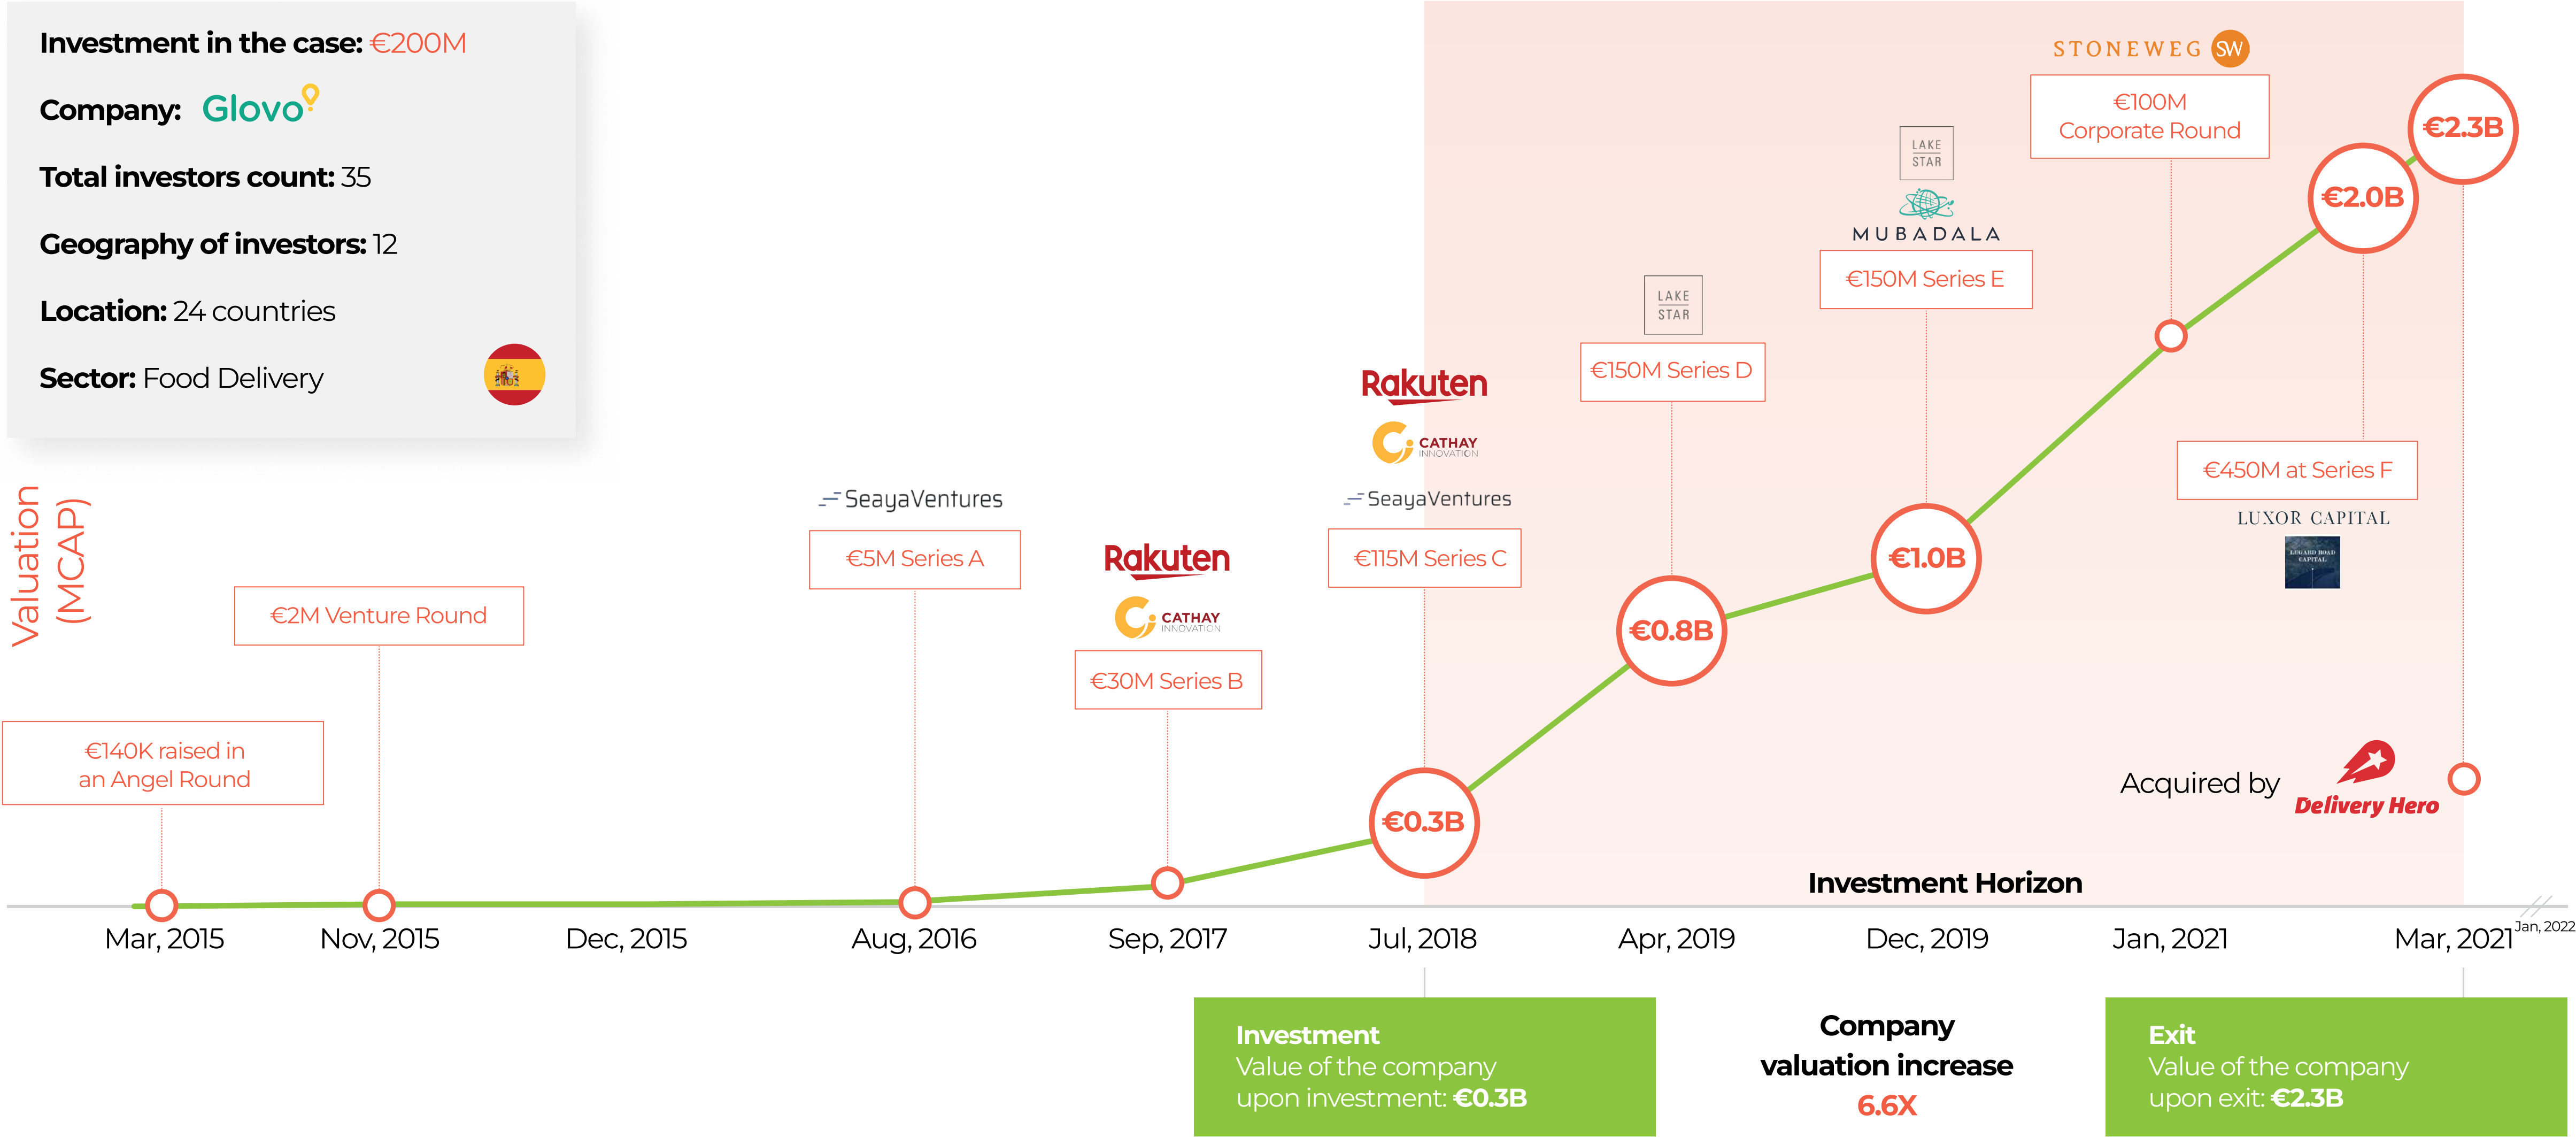 Investment in the case: €200M
Company: Glovo
Total investors count: 35
Geography of investors: 12
Location: 24 countries
Sector: Food Delivery
Valuation
(MCAP)
€140K raised in
an Angel Round
€2M Venture Round
SeayaVentures
€5M Series A
Rakuten
CATHAY
INNOVATION
€30M Series B
Rakuten
CATHAY
INNOVATION
SeayaVentures
€115M Series C
LAKE
STAR
€150M Series D
LAKE
STAR
MUBADALA
€150M Series E
STONEWEG SW
€100M
Corporate Round
€450M at Series F
LUXOR CAPITAL
LUGARD ROAD
CAPITAL
€0.3B
€0.8B
€1.0B
€2.0B
€2.3B
Acquired by
Delivery Hero
Investment Horizon
Mar, 2015
Nov, 2015
Dec, 2015
Aug, 2016
Sep, 2017
Jul, 2018
Apr, 2019
Dec, 2019
Jan, 2021
Mar, 2021
Jan, 2022
Investment
Value of the company
upon investment: €0.3B
Company
valuation increase
6.6X
Exit
Value of the company
upon exit: €2.3B